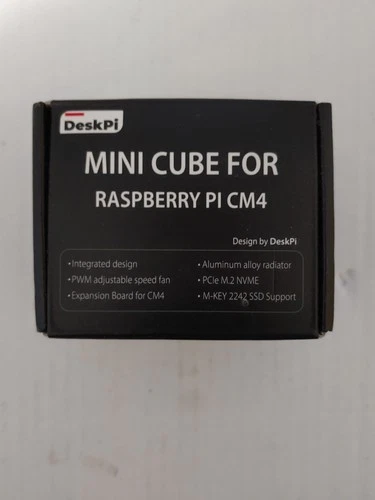 DeskPi
MINI CUBE FOR
RASPBERRY PI CM4
Design by DeskPi
• Integrated design
• PWM adjustable speed fan
• Expansion Board for CM4
• Aluminum alloy radiator
• PCIe M.2 NVME
• M-KEY 2242 SSD Support